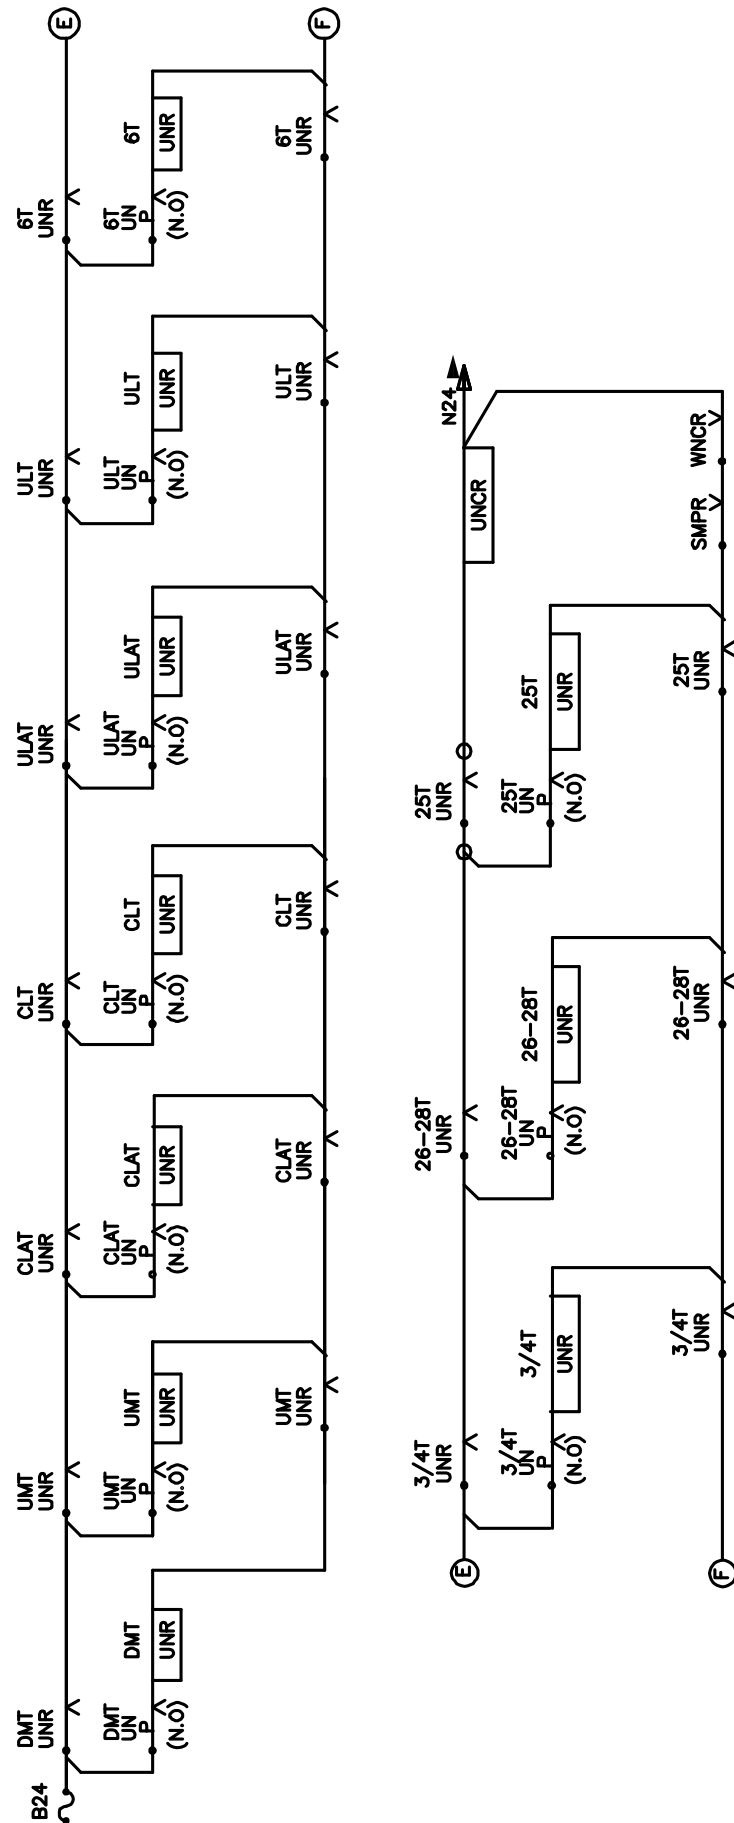 B24
DMT
UNR
UMT
UNR
CLAT
UNR
CLT
UNR
ULAT
UNR
ULT
UNR
6T
UNR
E
DMT
UN
P
(N.O)
DMT
UNR
UMT
UN
P
(N.O)
UMT
UNR
CLAT
UN
P
(N.O)
CLAT
UNR
CLT
UN
P
(N.O)
CLT
UNR
ULAT
UN
P
(N.O)
ULAT
UNR
ULT
UN
P
(N.O)
ULT
UNR
6T
UN
P
(N.O)
6T
UNR
UMT
UNR
CLAT
UNR
CLT
UNR
ULAT
UNR
ULT
UNR
6T
UNR
F
E
3/4T
UNR
26-28T
UNR
25T
UNR
UNCR
N24
3/4T
UN
P
(N.O)
3/4T
UNR
26-28T
UN
P
(N.O)
26-28T
UNR
25T
UN
P
(N.O)
25T
UNR
F
3/4T
UNR
26-28T
UNR
25T
UNR
SMPR
WNCR